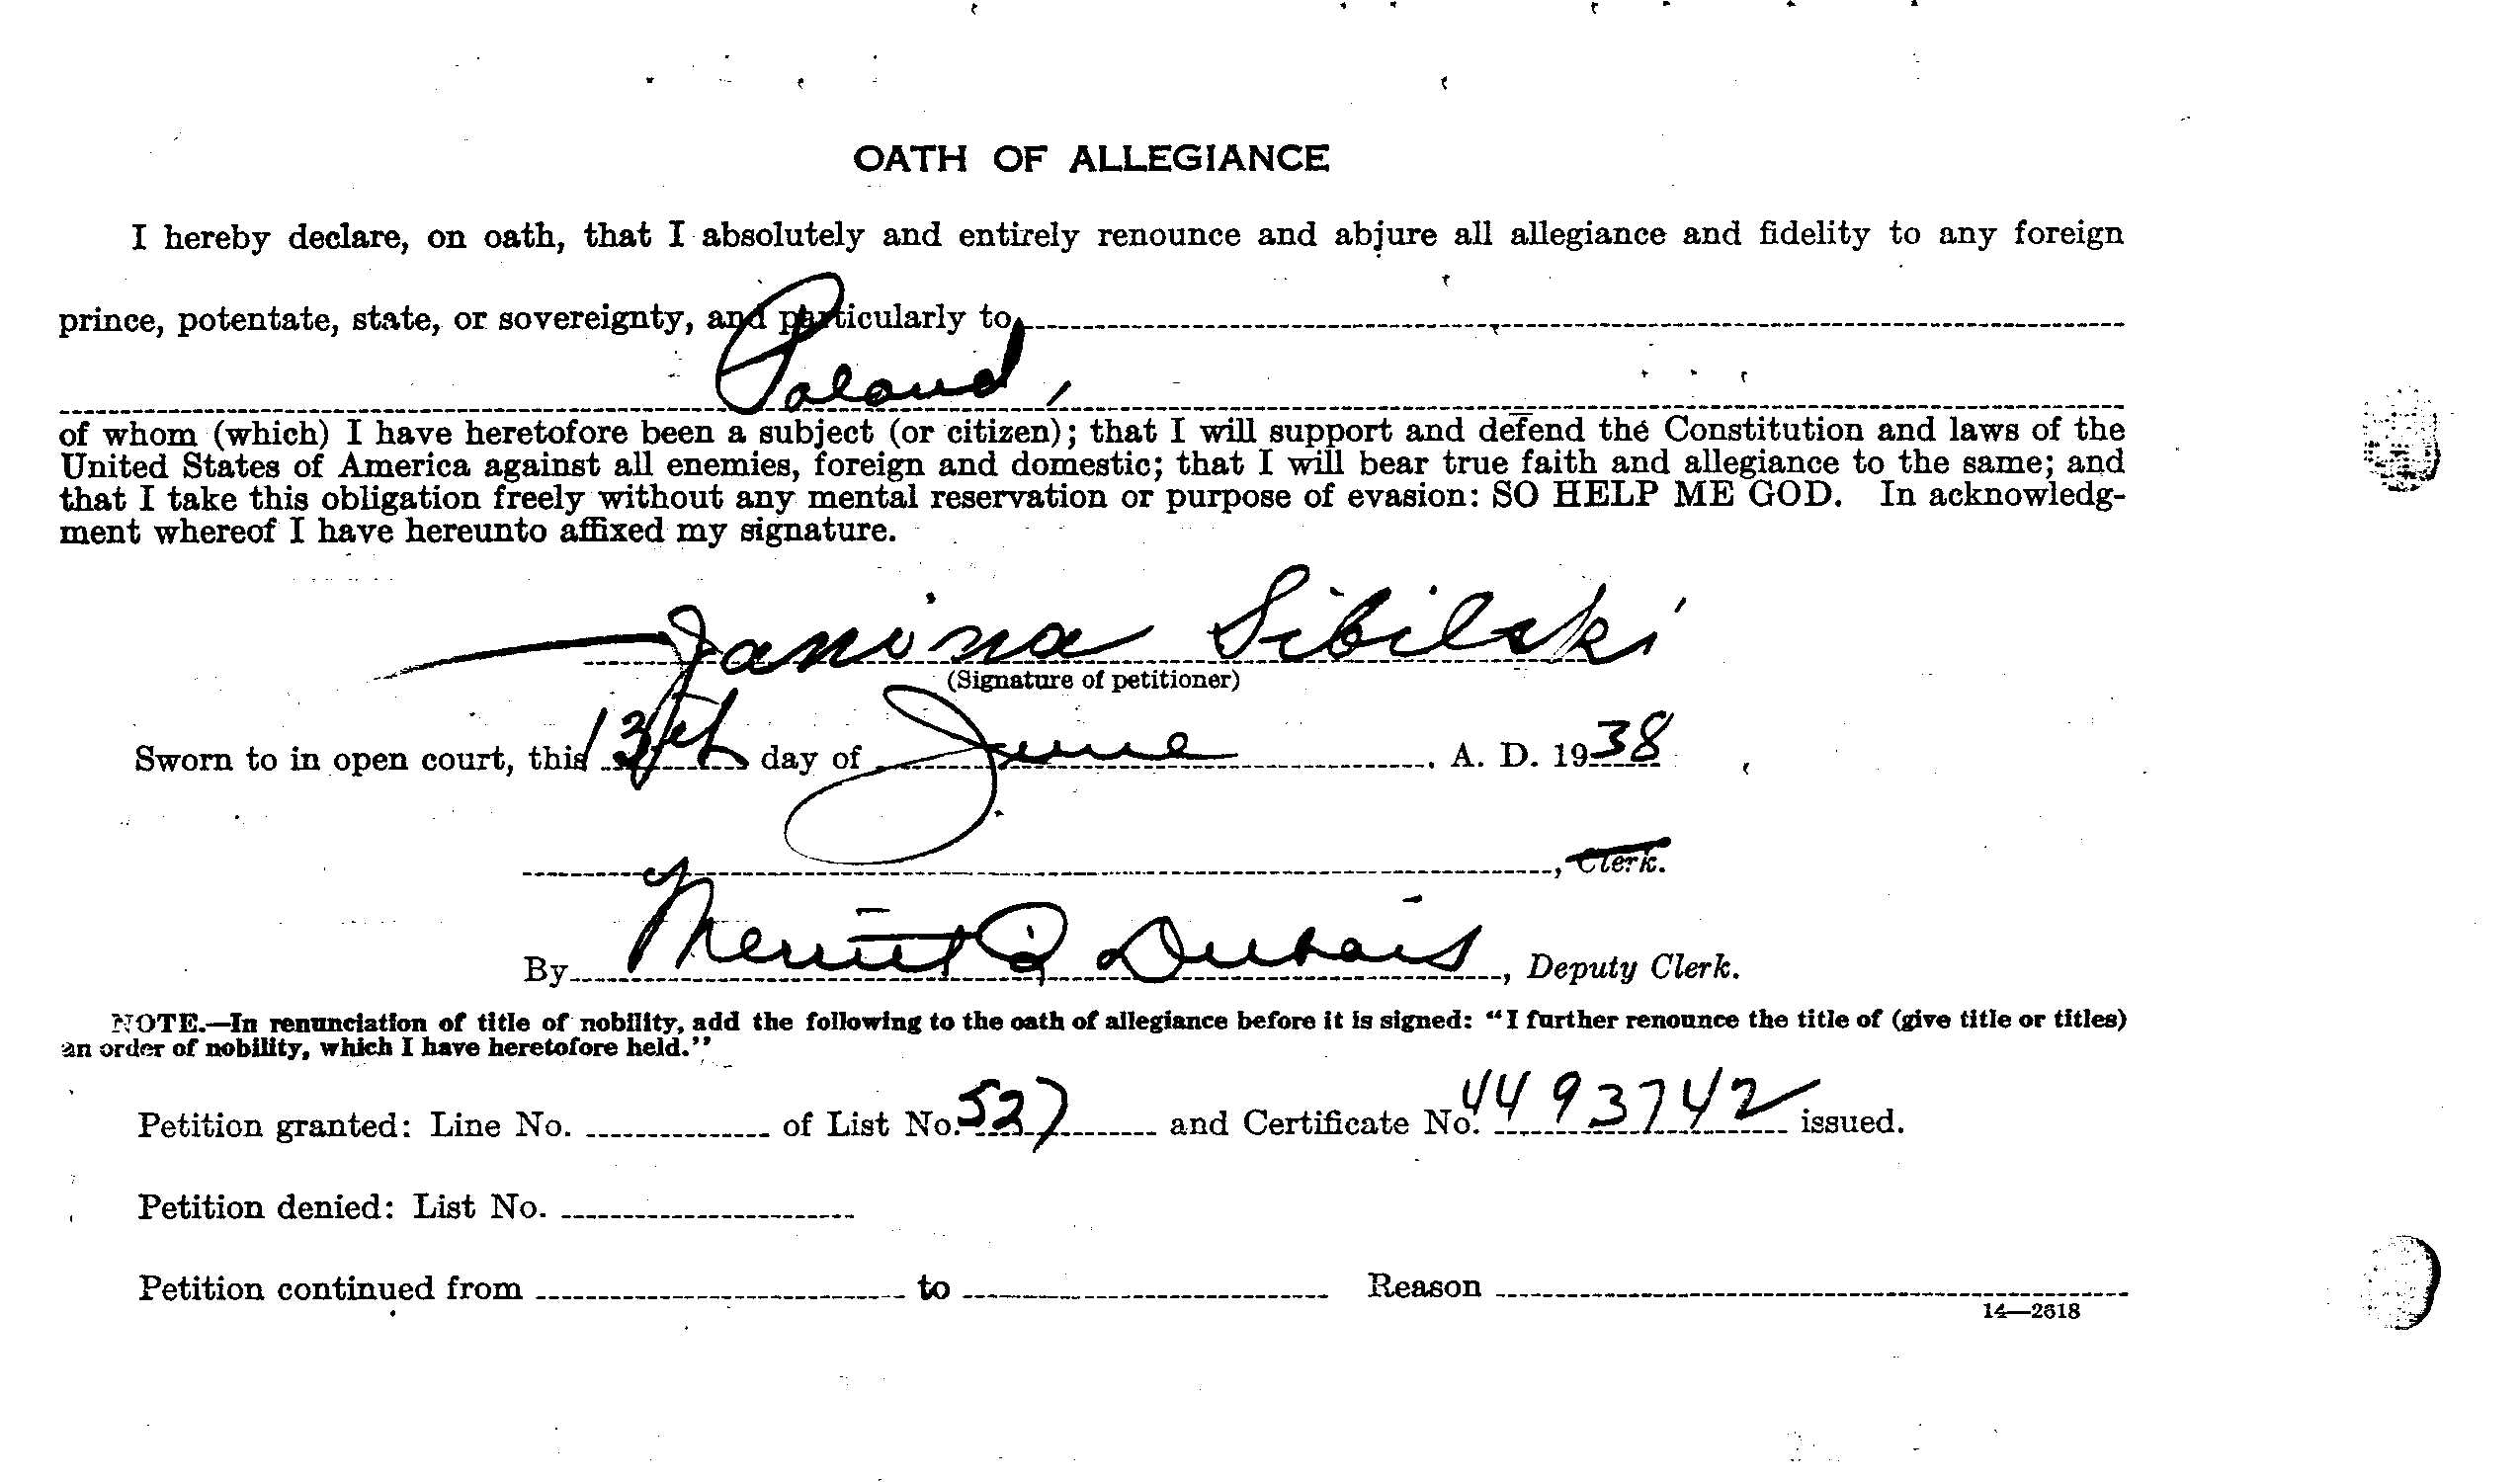 OATH OF ALLEGIANCE
I hereby declare, on oath, that I absolutely and entirely renounce and abjure all allegiance and fidelity to any foreign
prince, potentate, state, or sovereignty, and particularly to
Poland,
of whom (which) I have heretofore been a subject (or citizen); that I will support and defend the Constitution and laws of the
United States of America against all enemies, foreign and domestic; that I will bear true faith and allegiance to the same; and
that I take this obligation freely without any mental reservation or purpose of evasion: SO HELP ME GOD. In acknowledg-
ment whereof I have hereunto affixed my signature.
Janina Sibilski
(Signature of petitioner)
Sworn to in open court, this 13th day of June, A. D. 1938
, Clerk.
By Merritt Dubois, Deputy Clerk.
NOTE.—In renunciation of title of nobility, add the following to the oath of allegiance before it is signed: "I further renounce the title of (give title or titles)
an order of nobility, which I have heretofore held."
Petition granted: Line No. of List No. 527 and Certificate No. 4493742 issued.
Petition denied: List No.
Petition continued from to Reason
14—2618